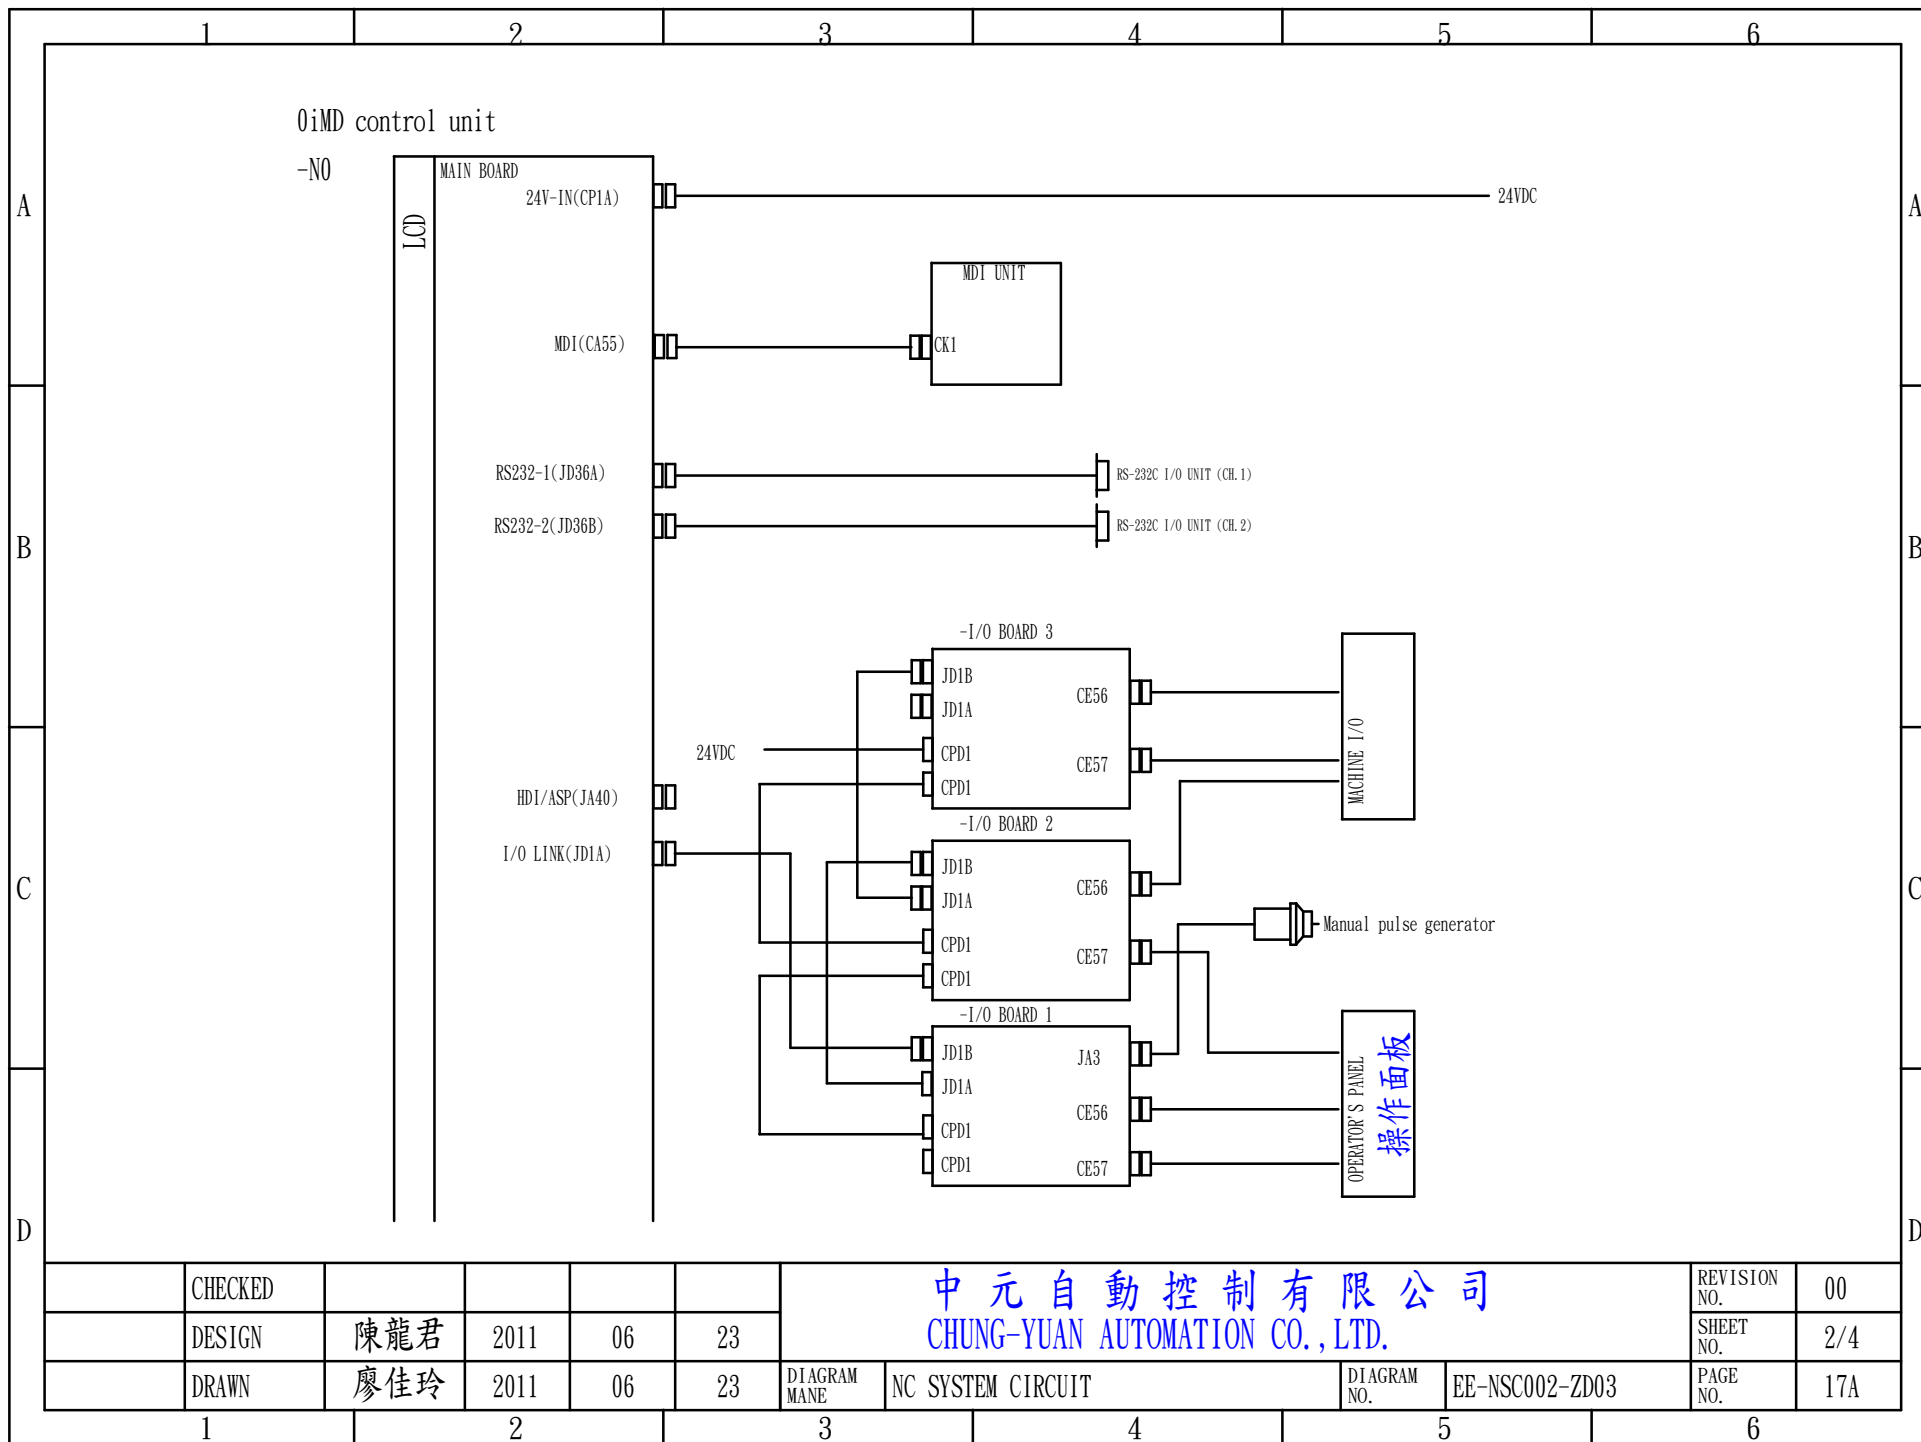 1 2 3 4 5 6
0iMD control unit
-N0
MAIN BOARD
LCD
24V-IN(CP1A)
24VDC
A A
MDI UNIT
MDI(CA55)
CK1
RS232-1(JD36A)
RS-232C I/O UNIT (CH.1)
RS232-2(JD36B)
RS-232C I/O UNIT (CH.2)
B B
-I/O BOARD 3
JD1B
JD1A
CPD1
CPD1
CE56
CE57
24VDC
MACHINE I/O
HDI/ASP(JA40)
I/O LINK(JD1A)
-I/O BOARD 2
JD1B
JD1A
CPD1
CPD1
CE56
CE57
C C
Manual pulse generator
-I/O BOARD 1
JD1B
JD1A
CPD1
CPD1
JA3
CE56
CE57
OPERATOR'S PANEL
操作面板
D D
CHECKED
DESIGN 陳龍君 2011 06 23
DRAWN 廖佳玲 2011 06 23
中元自動控制有限公司
CHUNG-YUAN AUTOMATION CO.,LTD.
DIAGRAM MANE
NC SYSTEM CIRCUIT
DIAGRAM NO.
EE-NSC002-ZD03
REVISION NO. 00
SHEET NO. 2/4
PAGE NO. 17A
1 2 3 4 5 6